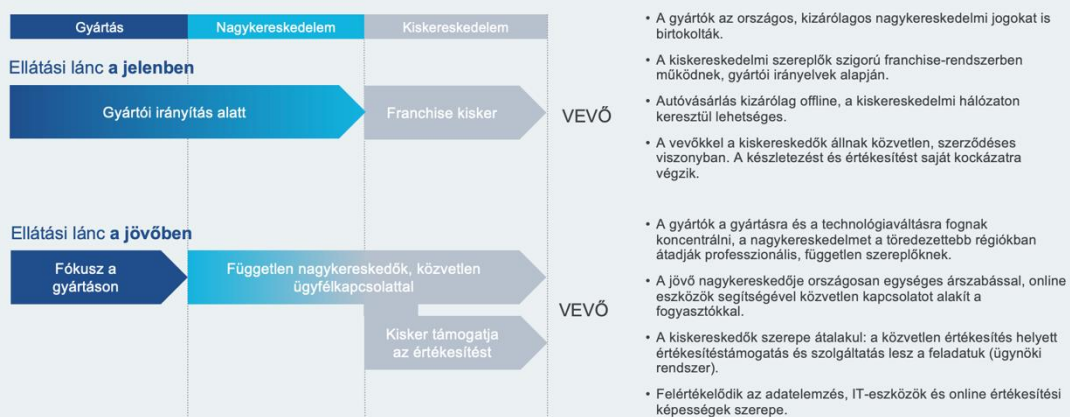 Gyártás
Nagykereskedelem
Kiskereskedelem
Ellátási lánc a jelenben
Gyártói irányítás alatt
Franchise kisker
VEVŐ
• A gyártók az országos, kizárólagos nagykereskedelmi jogokat is
birtokolták.
• A kiskereskedelmi szereplők szigorú franchise-rendszerben
működnek, gyártói irányelvek alapján.
• Autóvásárlás kizárólag offline, a kiskereskedelmi hálózaton
keresztül lehetséges.
• A vevőkkel a kiskereskedők állnak közvetlen, szerződéses
viszonyban. A készletezést és értékesítést saját kockázatra
végzik.
Ellátási lánc a jövőben
Fókusz a
gyártáson
Független nagykereskedők, közvetlen
ügyfélkapcsolattal
Kisker támogatja
az értékesítést
VEVŐ
• A gyártók a gyártásra és a technológiaváltásra fognak
koncentrálni, a nagykereskedelmet a töredezettebb régiókban
átadják professzionális, független szereplőknek.
• A jövő nagykereskedője országosan egységes árszabással, online
eszközök segítségével közvetlen kapcsolatot alakít a
fogyasztókkal.
• A kiskereskedők szerepe átalakul: a közvetlen értékesítés helyett
értékesítéstámogatás és szolgáltatás lesz a feladatuk (ügynöki
rendszer).
• Felértékelődik az adatelemzés, IT-eszközök és online értékesítési
képességek szerepe.